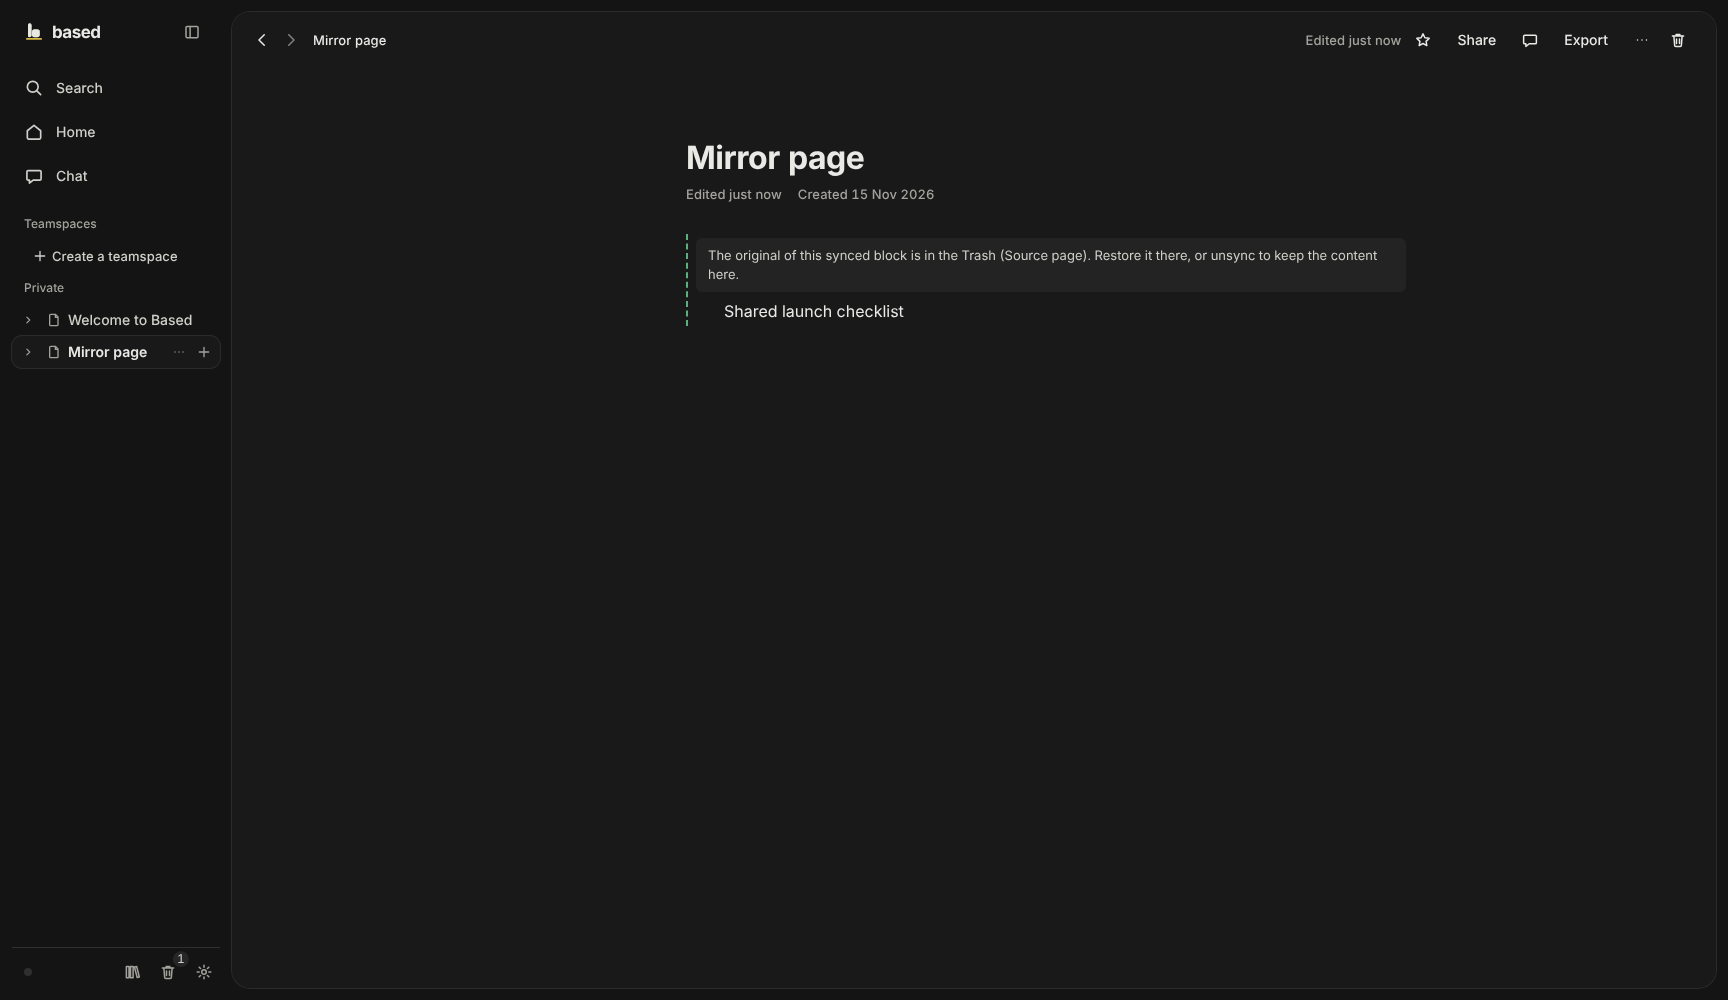 based
Search
Home
Chat
Teamspaces
Create a teamspace
Private
Welcome to Based
Mirror page
1
Mirror page
Edited just now
Share
Export
Mirror page
Edited just now Created 15 Nov 2026
The original of this synced block is in the Trash (Source page). Restore it there, or unsync to keep the content
here.
Shared launch checklist